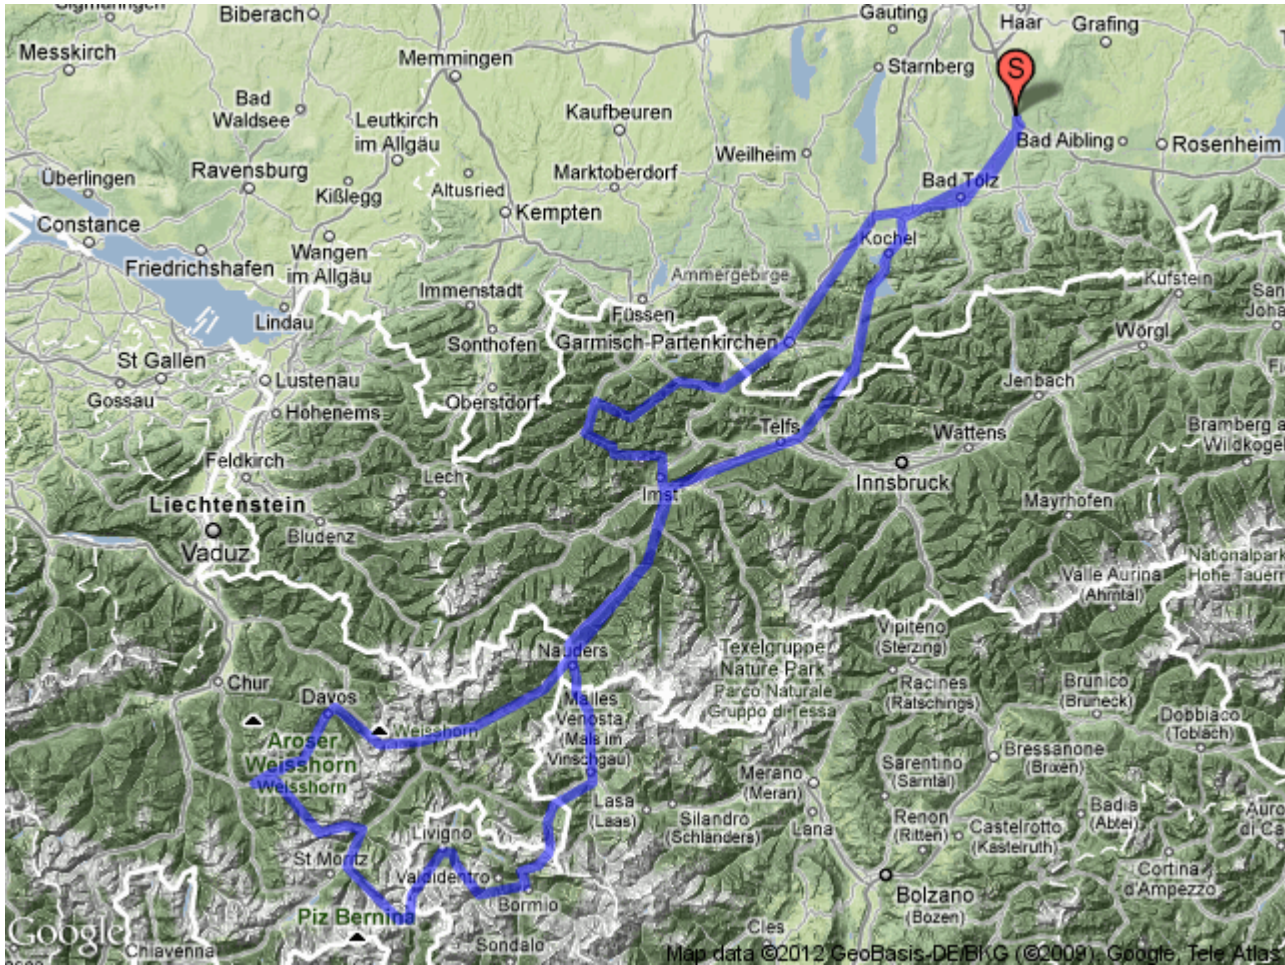 Sigmaringen
Biberach
Gauting
Haar
Grafing
Messkirch
Memmingen
Starnberg
S
Bad
Waldsee
Leutkirch
im Allgäu
Kaufbeuren
Weilheim
Bad Aibling
Rosenheim
Überlingen
Ravensburg
Kißlegg
Altusried
Marktoberdorf
Bad Tölz
Constance
Kempten
Friedrichshafen
Wangen
im Allgäu
Kochel
Ammergebirge
Kufstein
San
Joha
Lindau
Immenstadt
Füssen
Wörgl
St Gallen
Sonthofen
Garmisch-Partenkirchen
Gossau
Lustenau
Hohenems
Oberstdorf
Jenbach
Telfs
Wattens
Bramberg a
Wildkogel
Feldkirch
Lech
Imst
Innsbruck
Liechtenstein
Mayrhofen
Vaduz
Bludenz
Nationalpark
Hohe Tauern
Valle Aurina
(Ahrntal)
Vipiteno
(Sterzing)
Nauders
Texelgruppe
Nature Park
Parco Naturale
Gruppo di Tessa
Chur
Davos
Malles
Venosta
(Mals im
Vinschgau)
Racines
(Ratschings)
Brunico
(Bruneck)
Dobbiaco
(Toblach)
Weisshorn
Aroser
Weisshorn
Weisshorn
Bressanone
(Brixen)
Merano
(Meran)
Sarentino
(Sarntal)
Lasa
(Laas)
Silandro
(Schlanders)
Lana
Renon
(Ritten)
Badia
(Abtei)
Auro
di Ca
Castelrotto
(Kastelruth)
Livigno
St Moritz
Valdidentro
Bormio
Cortina
d'Ampezzo
Bolzano
(Bozen)
Piz Bernina
Google
Chiavenna
Sondalo
Cles
Map data ©2012 GeoBasis-DE/BKG (©2009), Google, Tele Atlas